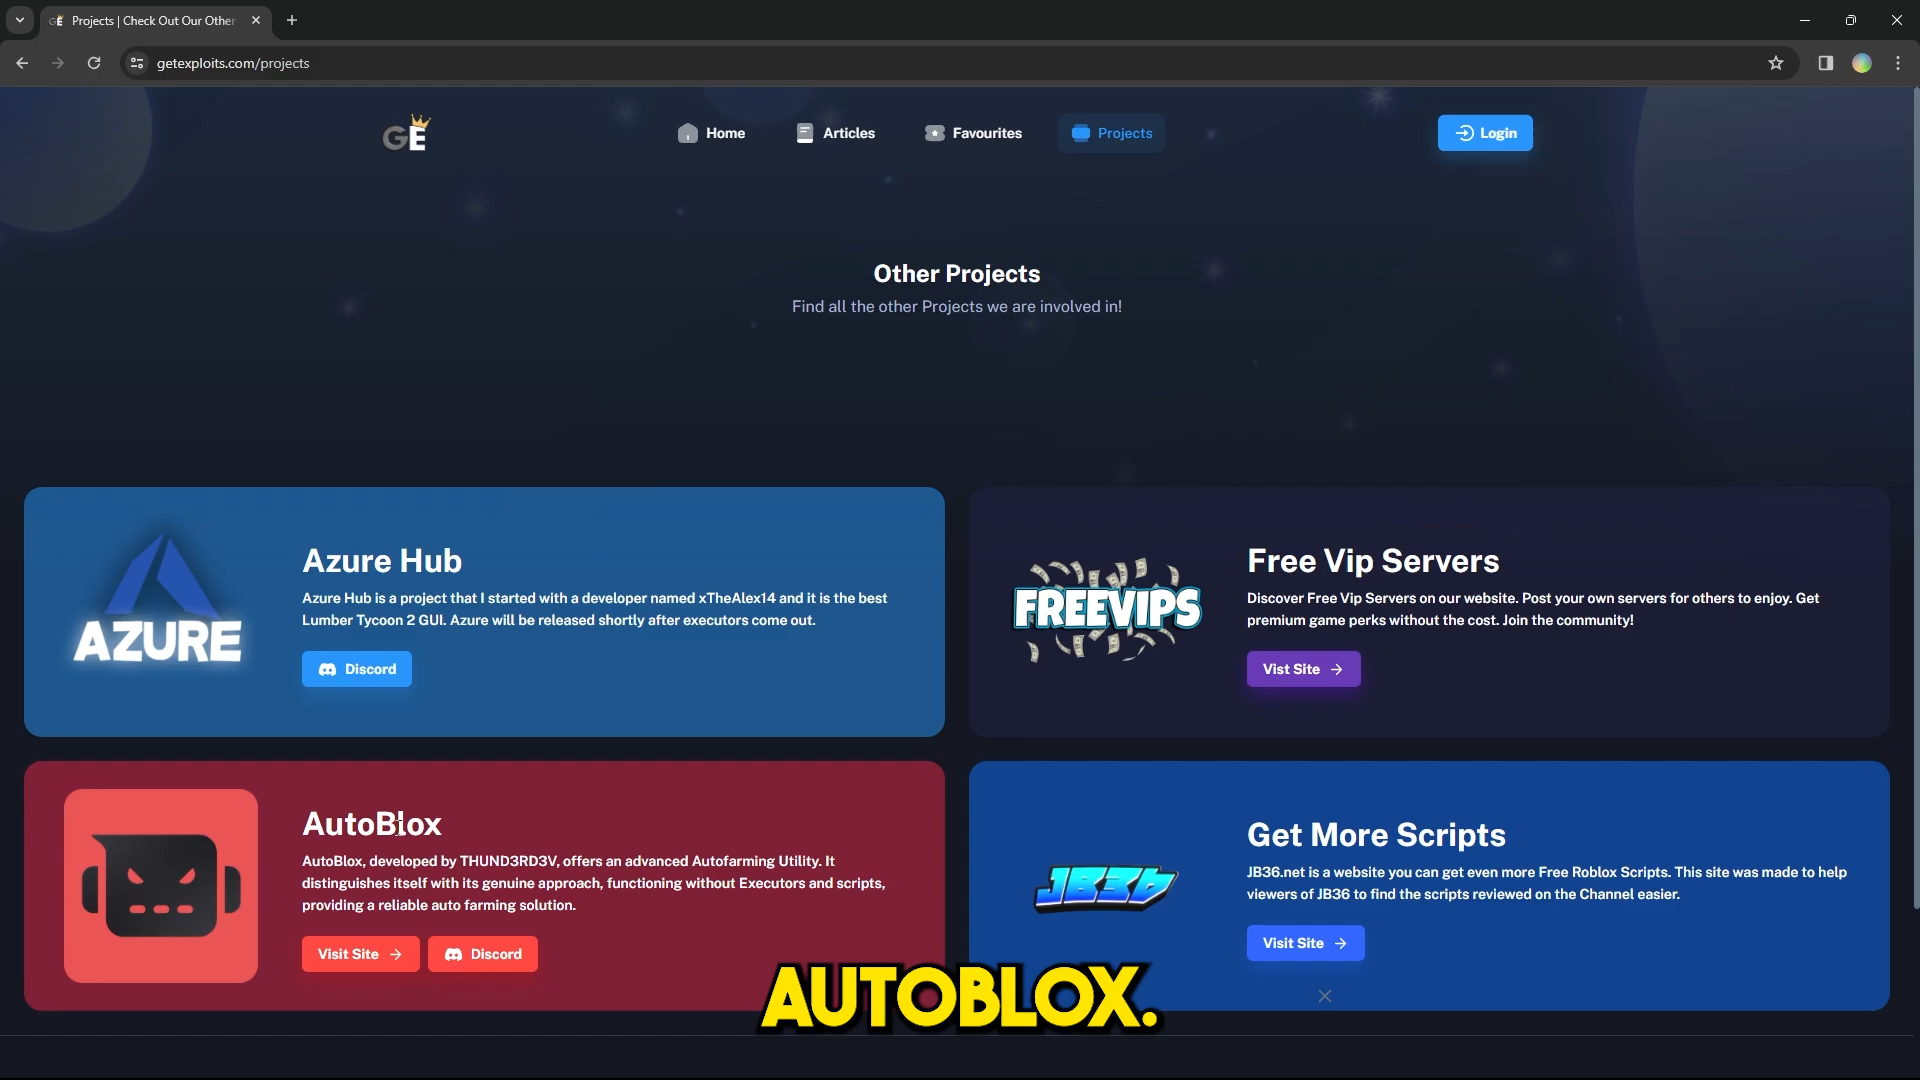 GE Projects | Check Out Our Other
getexploits.com/projects
GE
Home
Articles
Favourites
Projects
Login
Other Projects
Find all the other Projects we are involved in!
AZURE
Azure Hub
Azure Hub is a project that I started with a developer named xTheAlex14 and it is the best
Lumber Tycoon 2 GUI. Azure will be released shortly after executors come out.
Discord
FREEVIPS
Free Vip Servers
Discover Free Vip Servers on our website. Post your own servers for others to enjoy. Get
premium game perks without the cost. Join the community!
Vist Site
AutoBlox
AutoBlox, developed by THUND3RD3V, offers an advanced Autofarming Utility. It
distinguishes itself with its genuine approach, functioning without Executors and scripts,
providing a reliable auto farming solution.
Visit Site
Discord
JB36
Get More Scripts
JB36.net is a website you can get even more Free Roblox Scripts. This site was made to help
viewers of JB36 to find the scripts reviewed on the Channel easier.
Visit Site
AUTOBLOX.